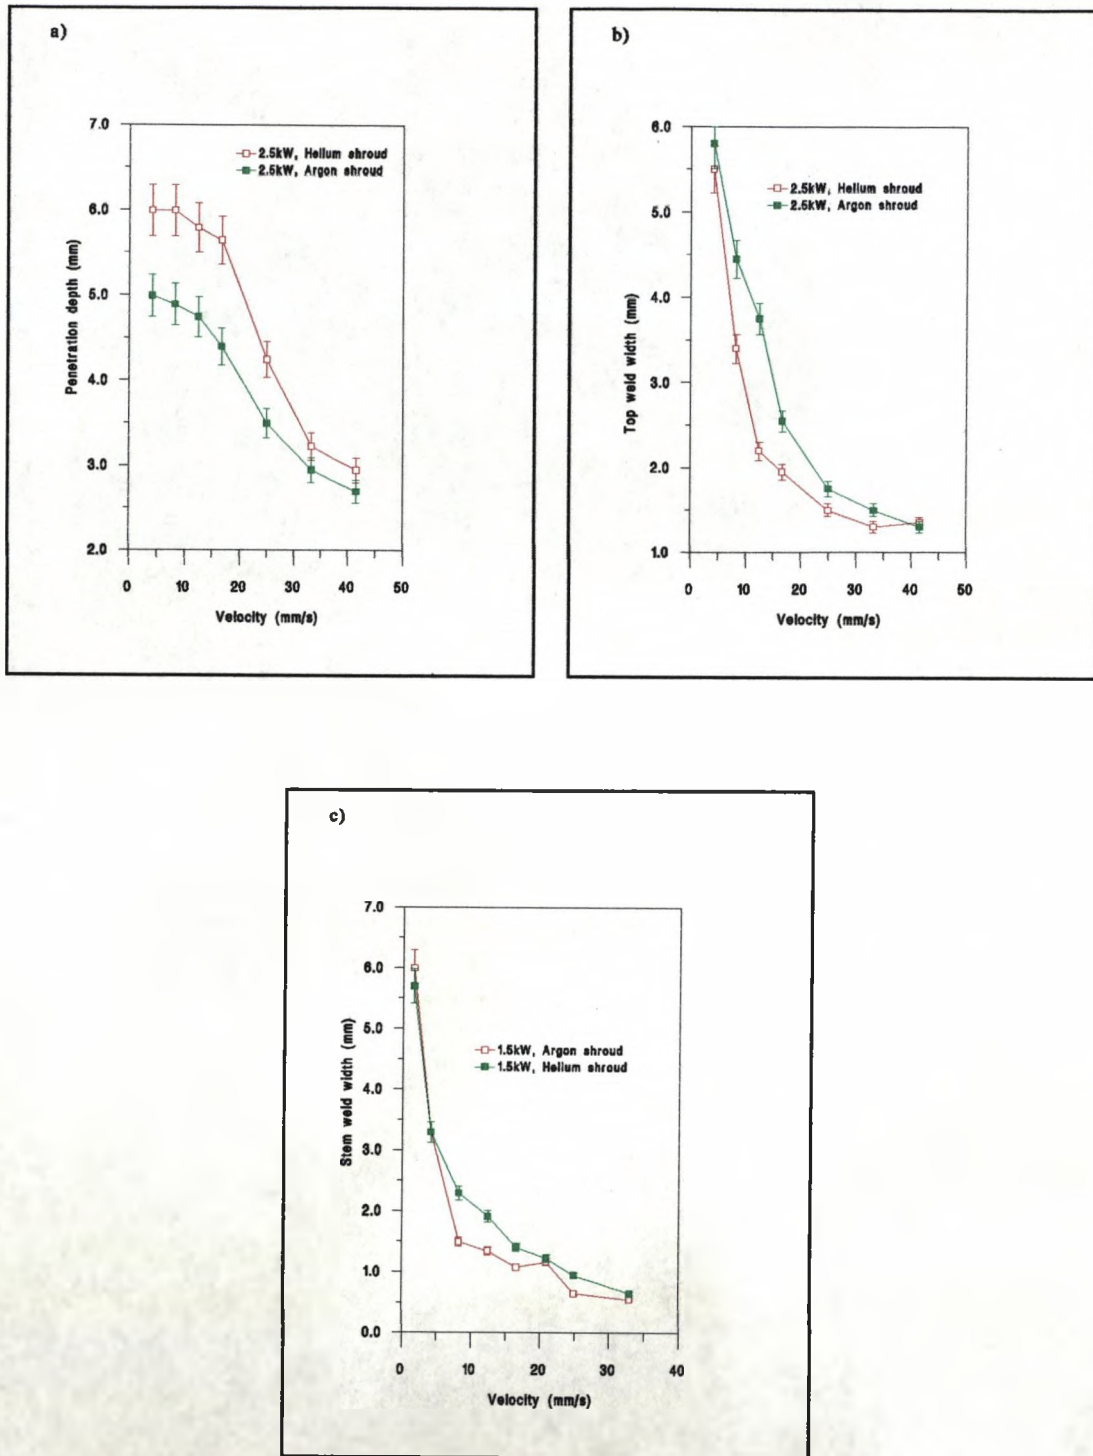 a)
7.0
2.5kW, Helium shroud
2.5kW, Argon shroud
6.0
5.0
4.0
3.0
2.0
Penetration depth (mm)
0 10 20 30 40 50
Velocity (mm/s)
b)
6.0
2.5kW, Helium shroud
2.5kW, Argon shroud
5.0
4.0
3.0
2.0
1.0
Top weld width (mm)
0 10 20 30 40 50
Velocity (mm/s)
c)
7.0
6.0
5.0
1.5kW, Argon shroud
1.5kW, Helium shroud
4.0
3.0
2.0
1.0
0.0
Stem weld width (mm)
0 10 20 30 40
Velocity (mm/s)